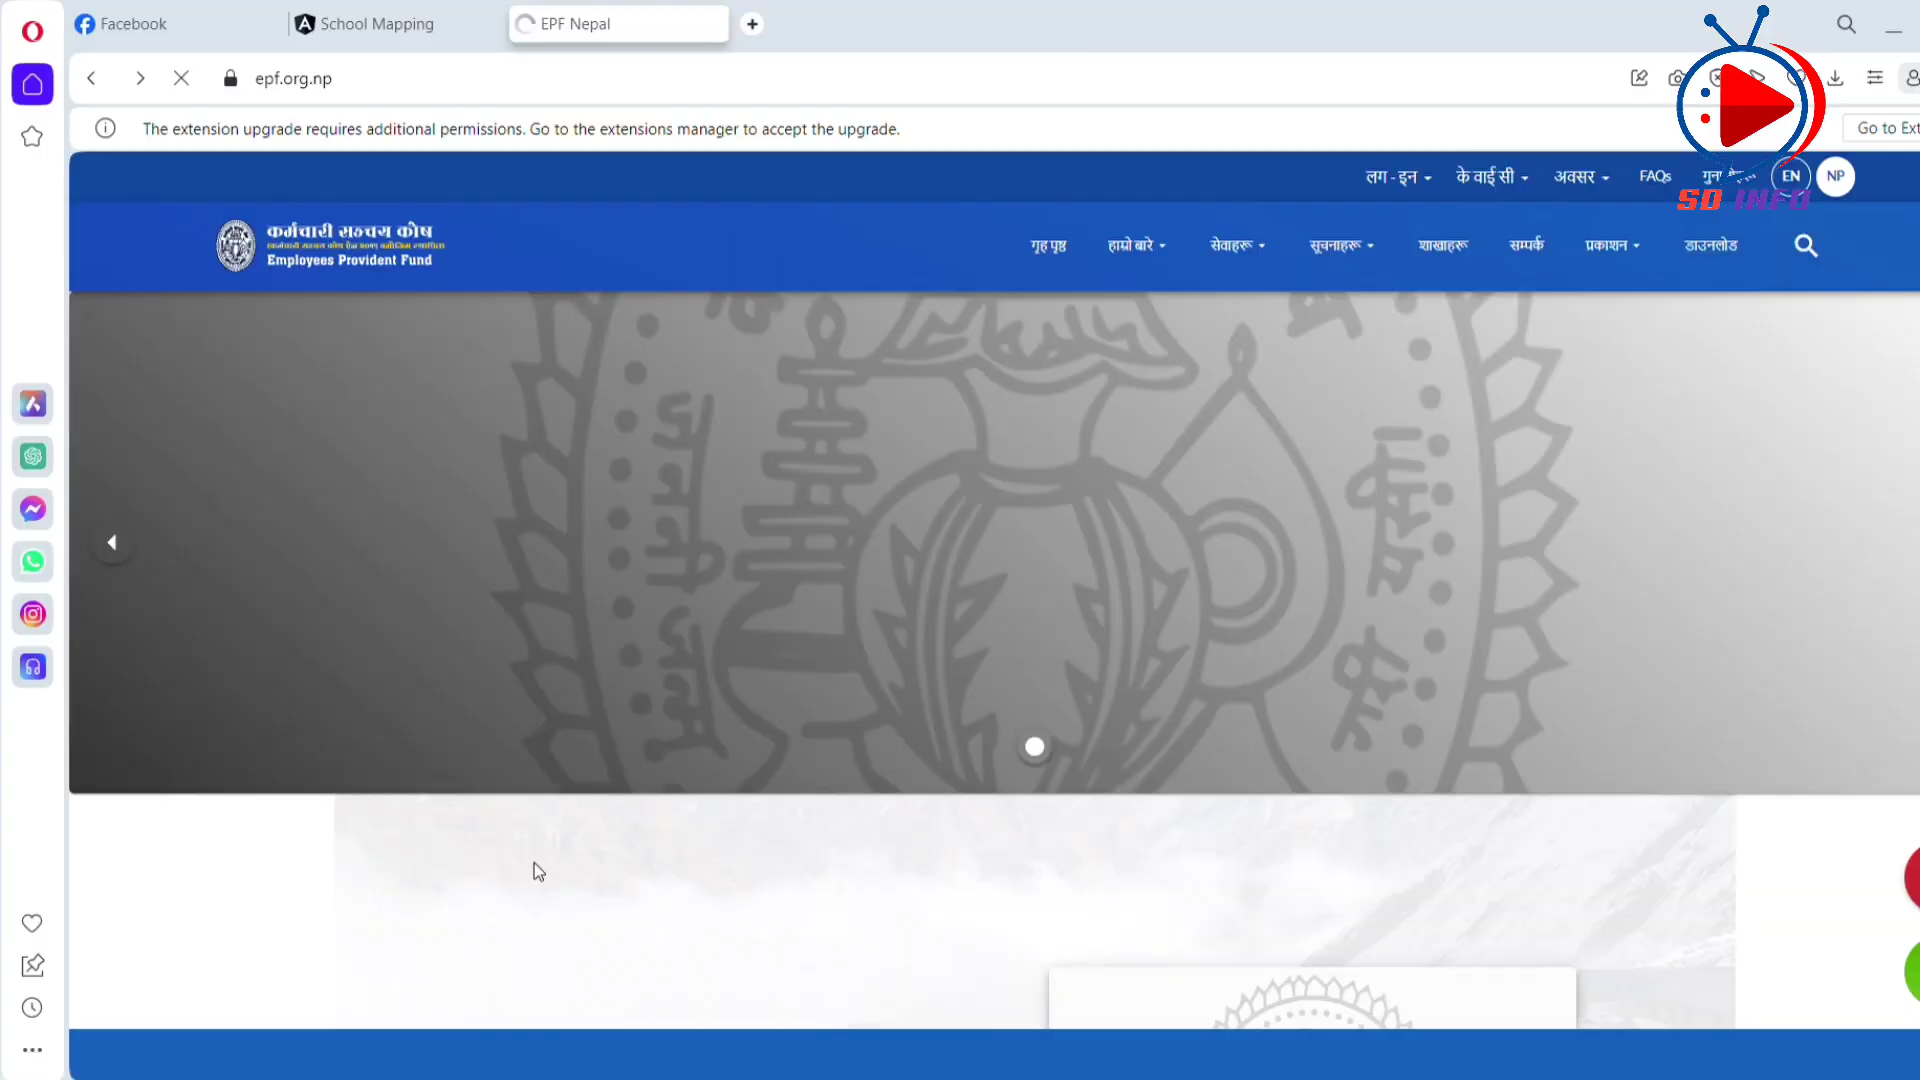 Facebook
School Mapping
EPF Nepal
epf.org.np
The extension upgrade requires additional permissions. Go to the extensions manager to accept the upgrade.
Go to Ext
लग - इन
के वाई सी
अवसर
FAQs
EN
NP
SD INFO
कर्मचारी सञ्चय कोष
Employees Provident Fund
गृह पृष्ठ
हाम्रो बारे
सेवाहरू
सूचनाहरू
शाखाहरू
सम्पर्क
प्रकाशन
डाउनलोड
जननी जन्म